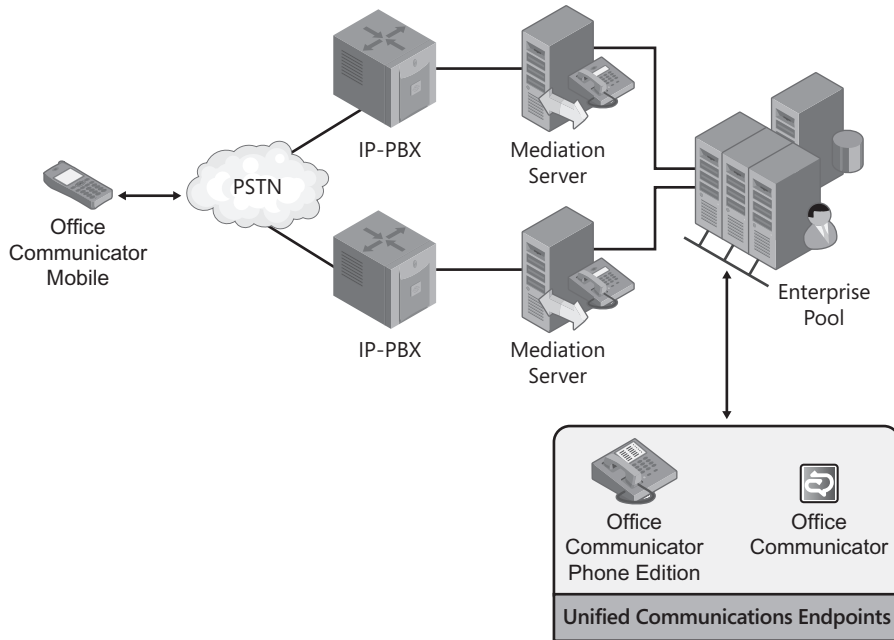 IP-PBX
Mediation
Server
PSTN
Office
Communicator
Mobile
IP-PBX
Mediation
Server
Enterprise
Pool
Office
Communicator
Phone Edition
Office
Communicator
Unified Communications Endpoints